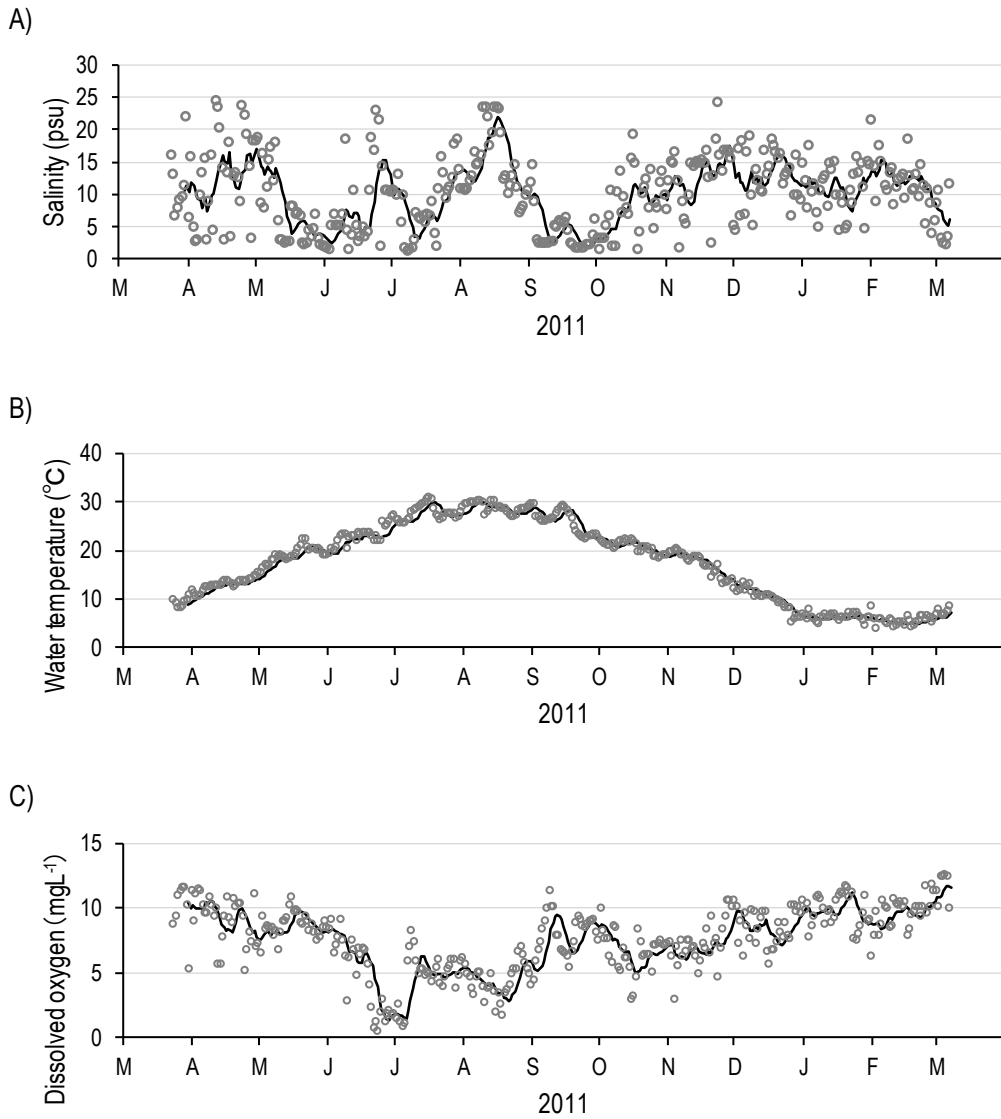 A)
30
25
20
15
10
5
0
Salinity (psu)
M A M J J A S O N D J F M
2011
B)
40
30
20
10
0
Water temperature (℃)
M A M J J A S O N D J F M
2011
C)
15
10
5
0
Dissolved oxygen (mgL⁻¹)
M A M J J A S O N D J F M
2011